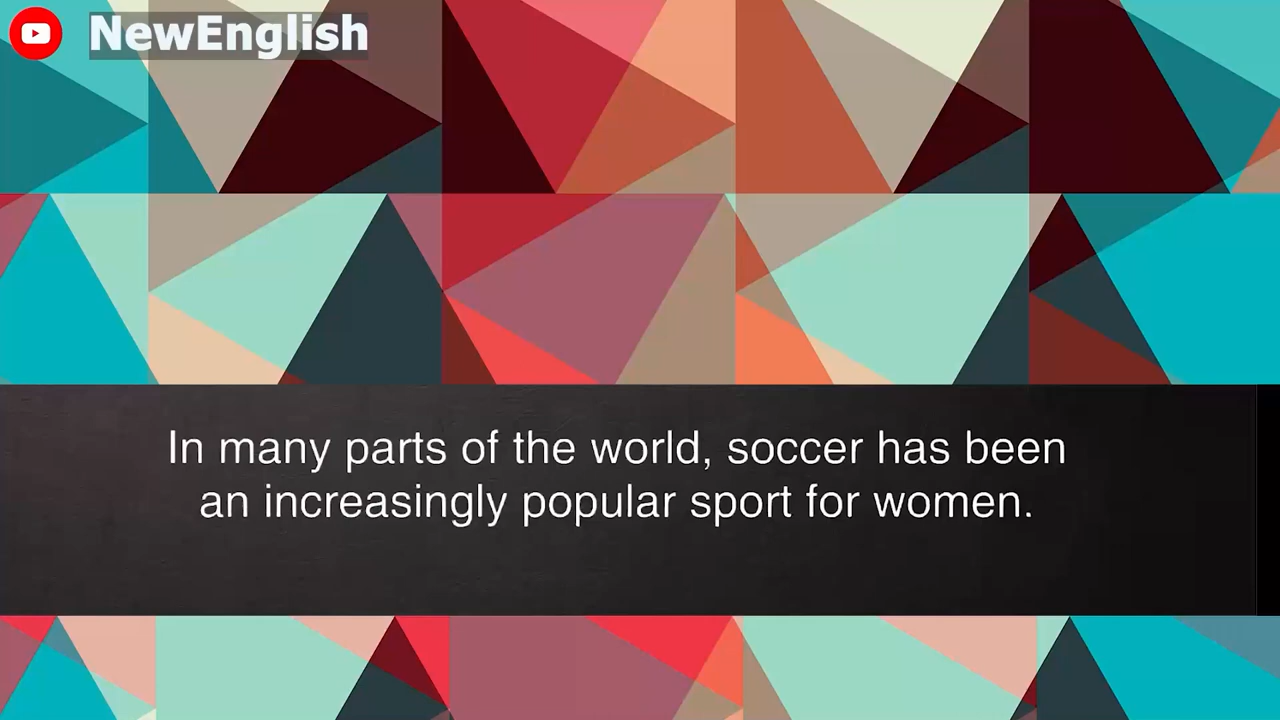 NewEnglish
In many parts of the world, soccer has been
an increasingly popular sport for women.